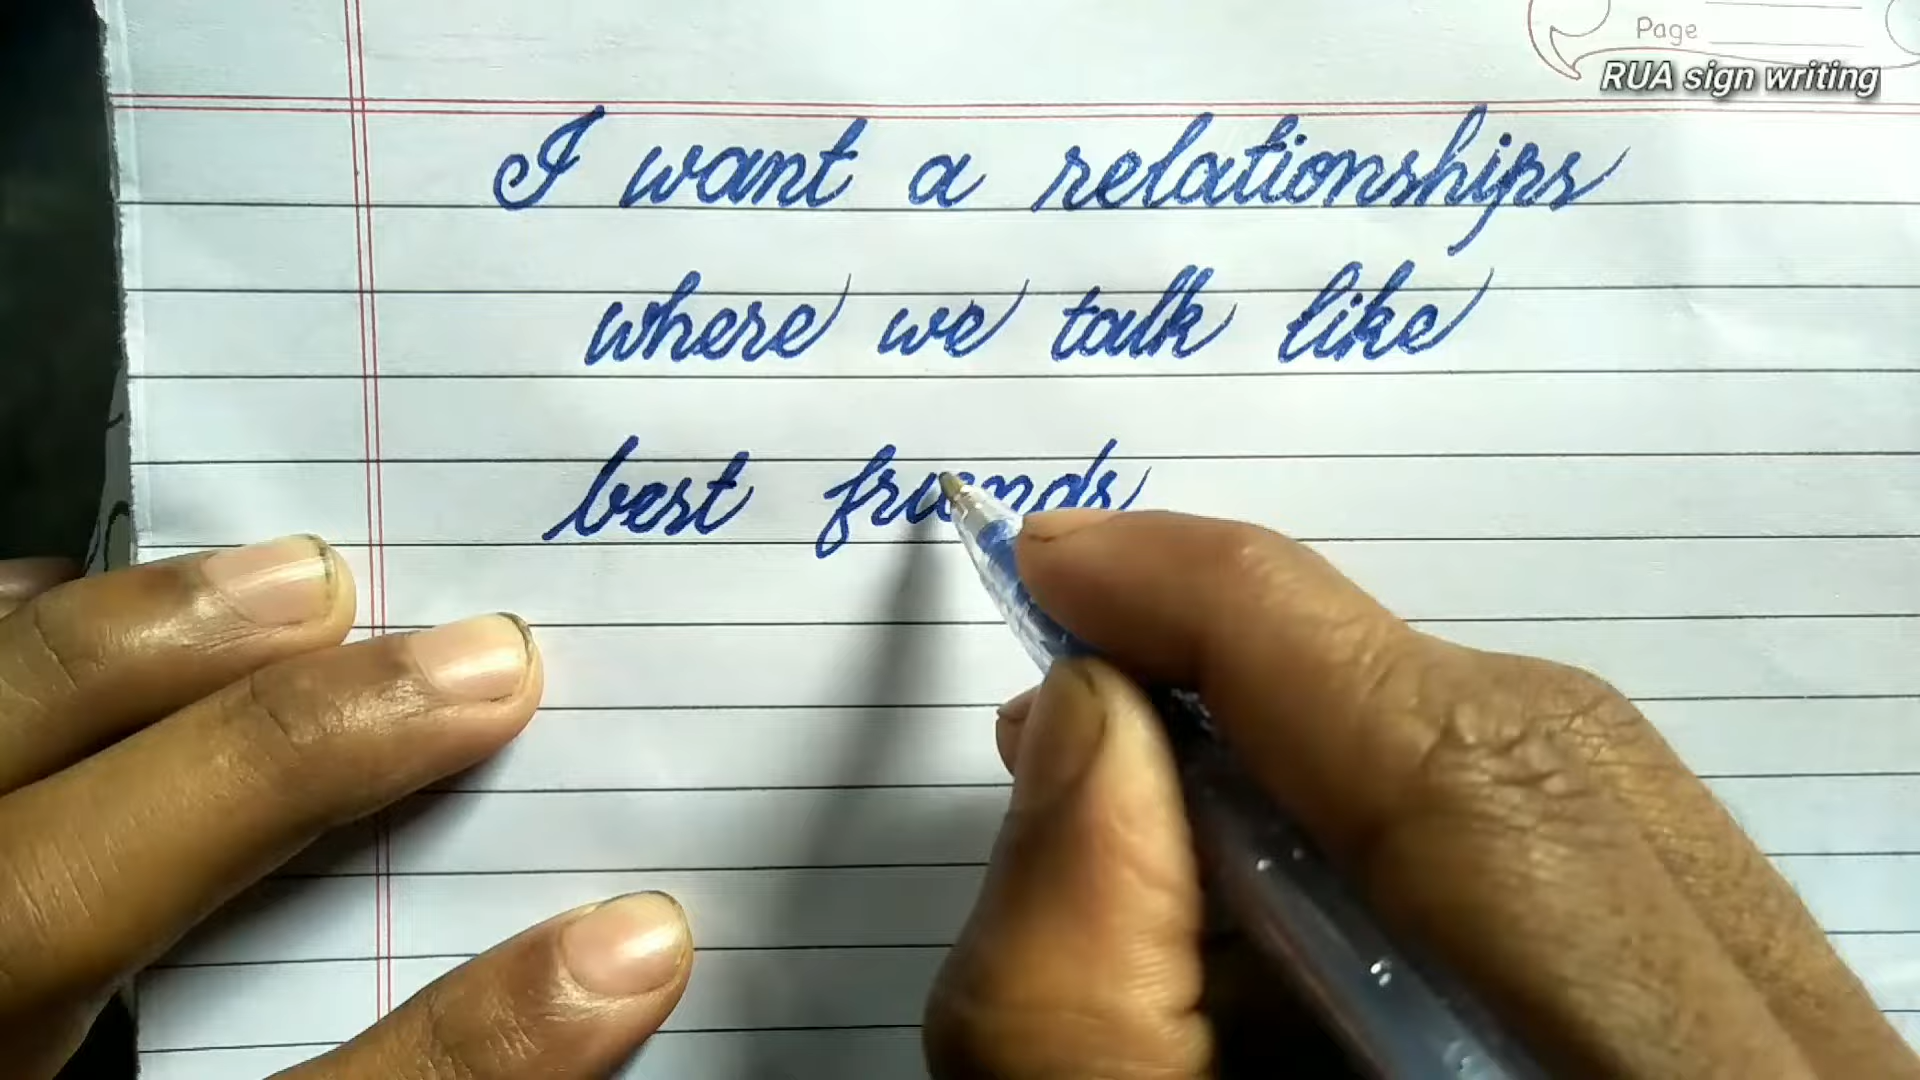 Page
RUA sign writing
I want a relationships
where we talk like
best friends